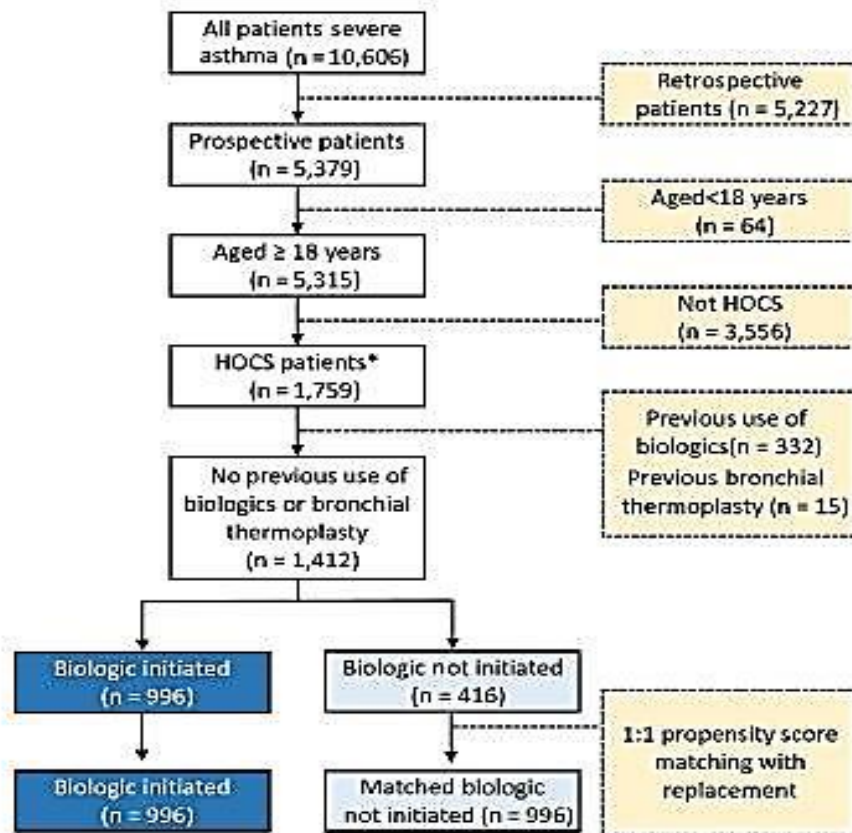 All patients severe
asthma (n = 10,606)
Retrospective
patients (n = 5,227)
Prospective patients
(n = 5,379)
Aged<18 years
(n = 64)
Aged ≥ 18 years
(n = 5,315)
Not HOCS
(n = 3,556)
HOCS patients*
(n = 1,759)
Previous use of
biologics(n = 332)
Previous bronchial
thermoplasty (n = 15)
No previous use of
biologics or bronchial
thermoplasty
(n = 1,412)
Biologic initiated
(n = 996)
Biologic not initiated
(n = 416)
1:1 propensity score
matching with
replacement
Biologic initiated
(n = 996)
Matched biologic
not initiated (n = 996)